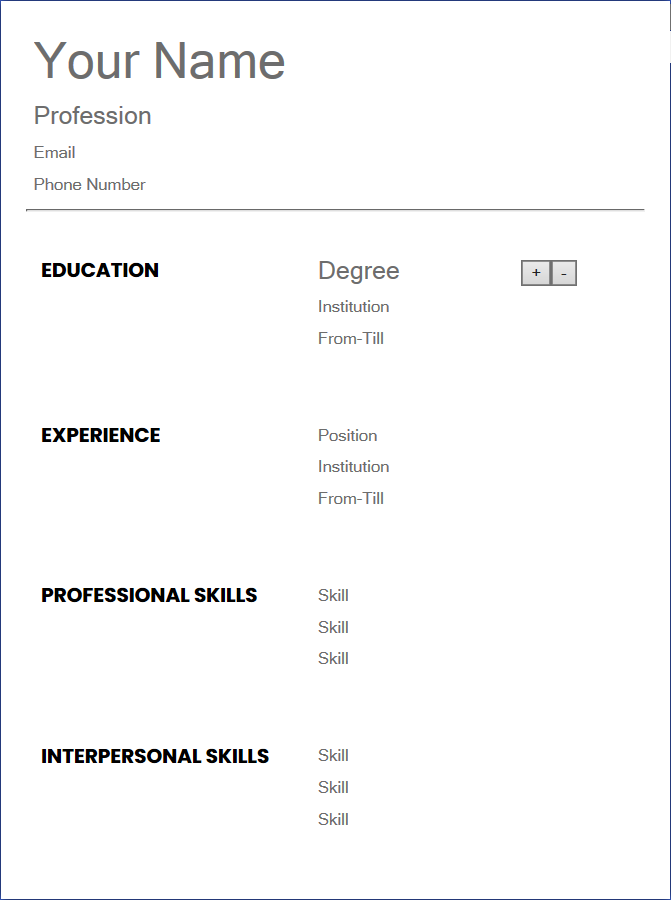 Your Name
Profession
Email
Phone Number
EDUCATION
Degree
+ -
Institution
From-Till
EXPERIENCE
Position
Institution
From-Till
PROFESSIONAL SKILLS
Skill
Skill
Skill
INTERPERSONAL SKILLS
Skill
Skill
Skill